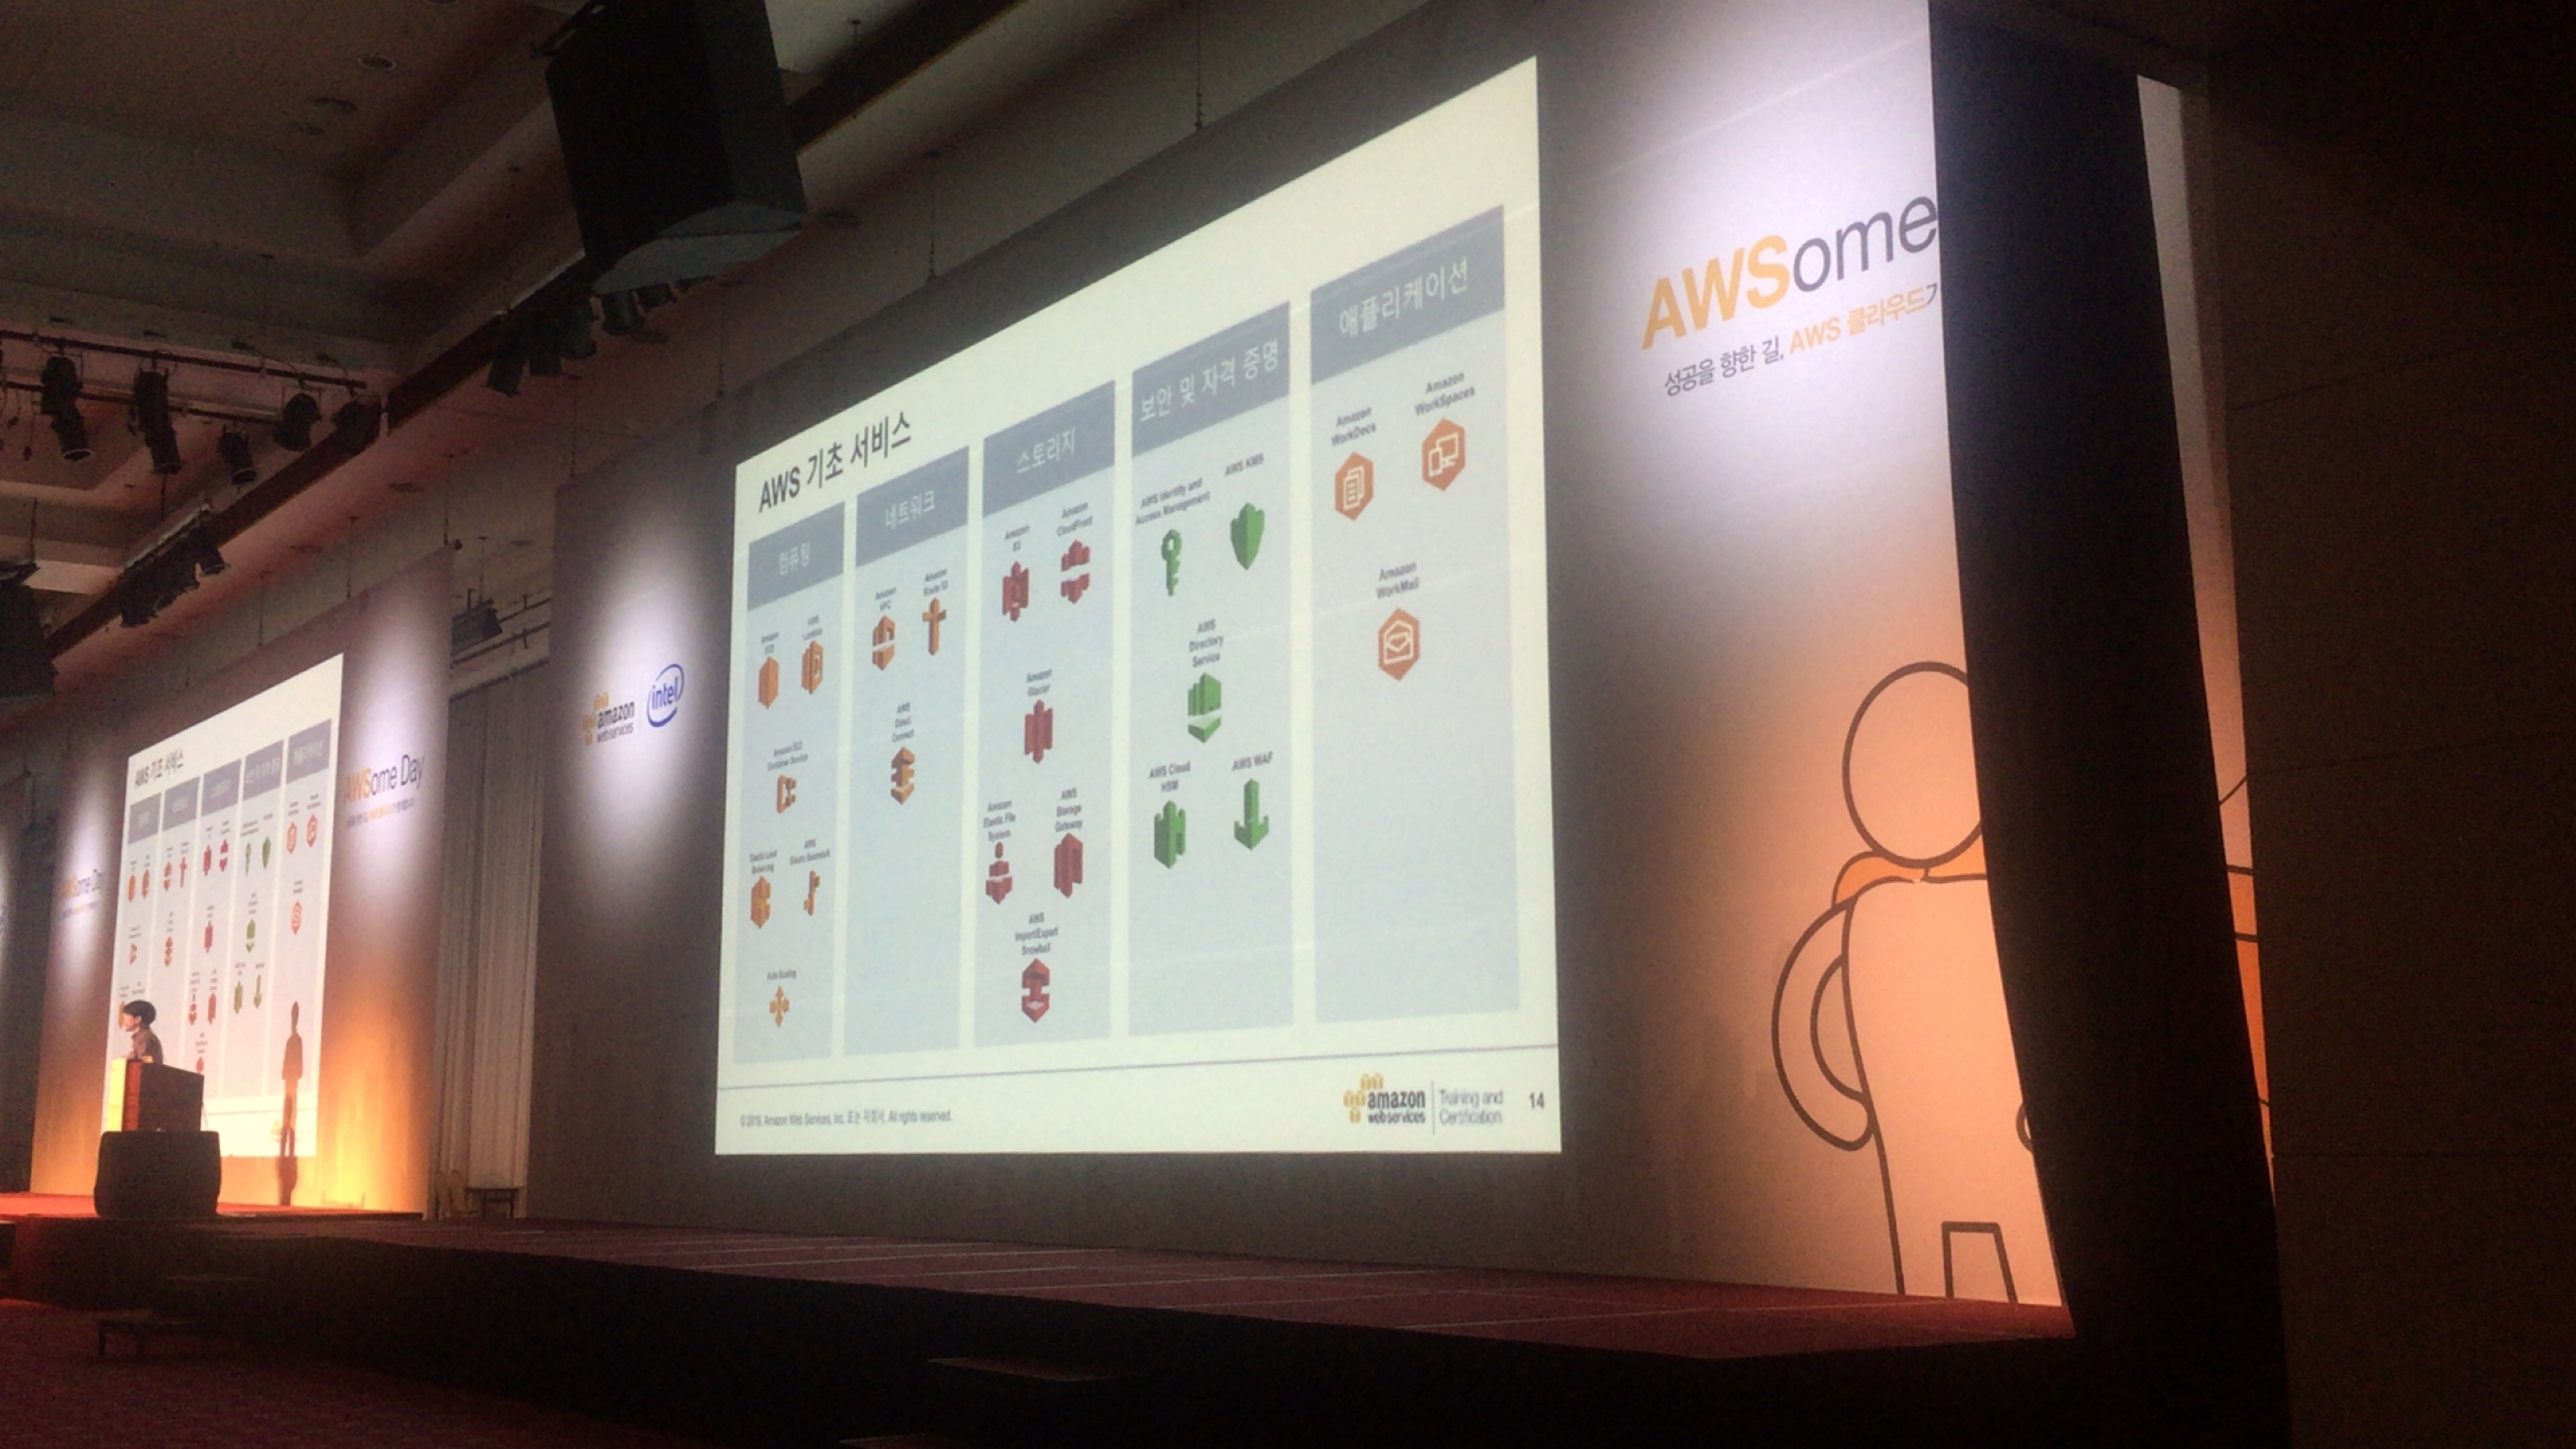 AWS 기초 서비스
컴퓨팅
Amazon
EC2
AWS
Lambda
Amazon EC2
Container Service
Elastic Load
Balancing
AWS
Elastic Beanstalk
Auto Scaling
네트워크
Amazon
VPC
Amazon
Route 53
AWS
Direct
Connect
스토리지
Amazon
S3
Amazon
CloudFront
Amazon
Glacier
Amazon
Elastic File
System
AWS
Storage
Gateway
AWS
Import/Export
Snowball
보안 및 자격 증명
AWS Identity and
Access Management
AWS KMS
AWS
Directory
Service
AWS Cloud
HSM
AWS WAF
애플리케이션
Amazon
WorkDocs
Amazon
WorkSpaces
Amazon
WorkMail
Amazon Web Services, Inc. 또는 자회사. All rights reserved.
amazon
webservices
Training and
Certification
14
AWSome
성공을 향한 길, AWS 클라우드가
amazon
webservices
intel
AWS 기초 서비스
AWSome Day
AWSome Day